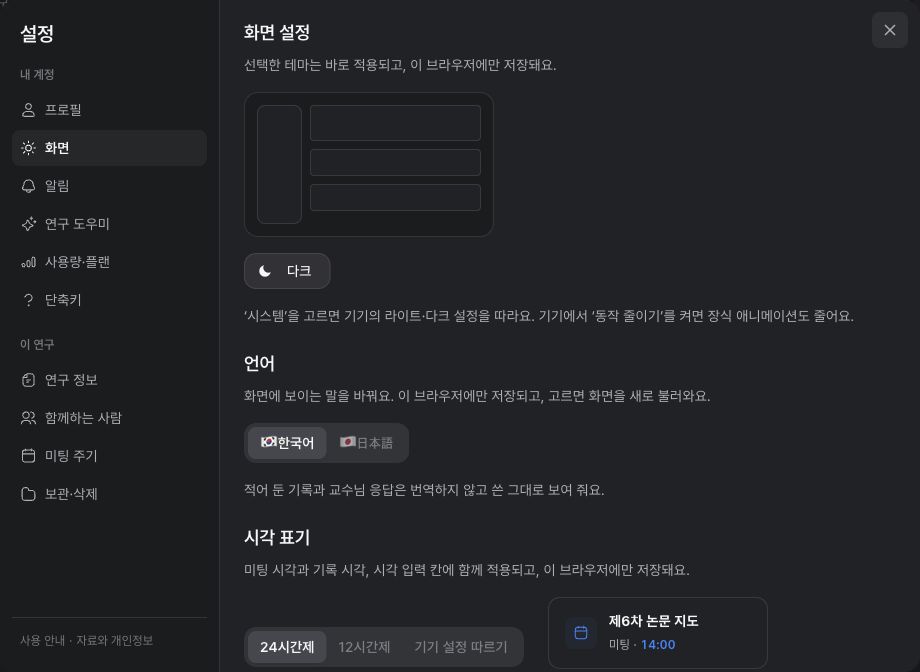 설정
내 계정
프로필
화면
알림
연구 도우미
사용량·플랜
단축키
이 연구
연구 정보
함께하는 사람
미팅 주기
보관·삭제
사용 안내 · 자료와 개인정보
화면 설정
선택한 테마는 바로 적용되고, 이 브라우저에만 저장돼요.
다크
‘시스템’을 고르면 기기의 라이트·다크 설정을 따라요. 기기에서 ‘동작 줄이기’를 켜면 장식 애니메이션도 줄어요.
언어
화면에 보이는 말을 바꿔요. 이 브라우저에만 저장되고, 고르면 화면을 새로 불러와요.
한국어 日本語
적어 둔 기록과 교수님 응답은 번역하지 않고 쓴 그대로 보여 줘요.
시각 표기
미팅 시각과 기록 시각, 시각 입력 칸에 함께 적용되고, 이 브라우저에만 저장돼요.
24시간제 12시간제 기기 설정 따르기
제6차 논문 지도
미팅 · 14:00